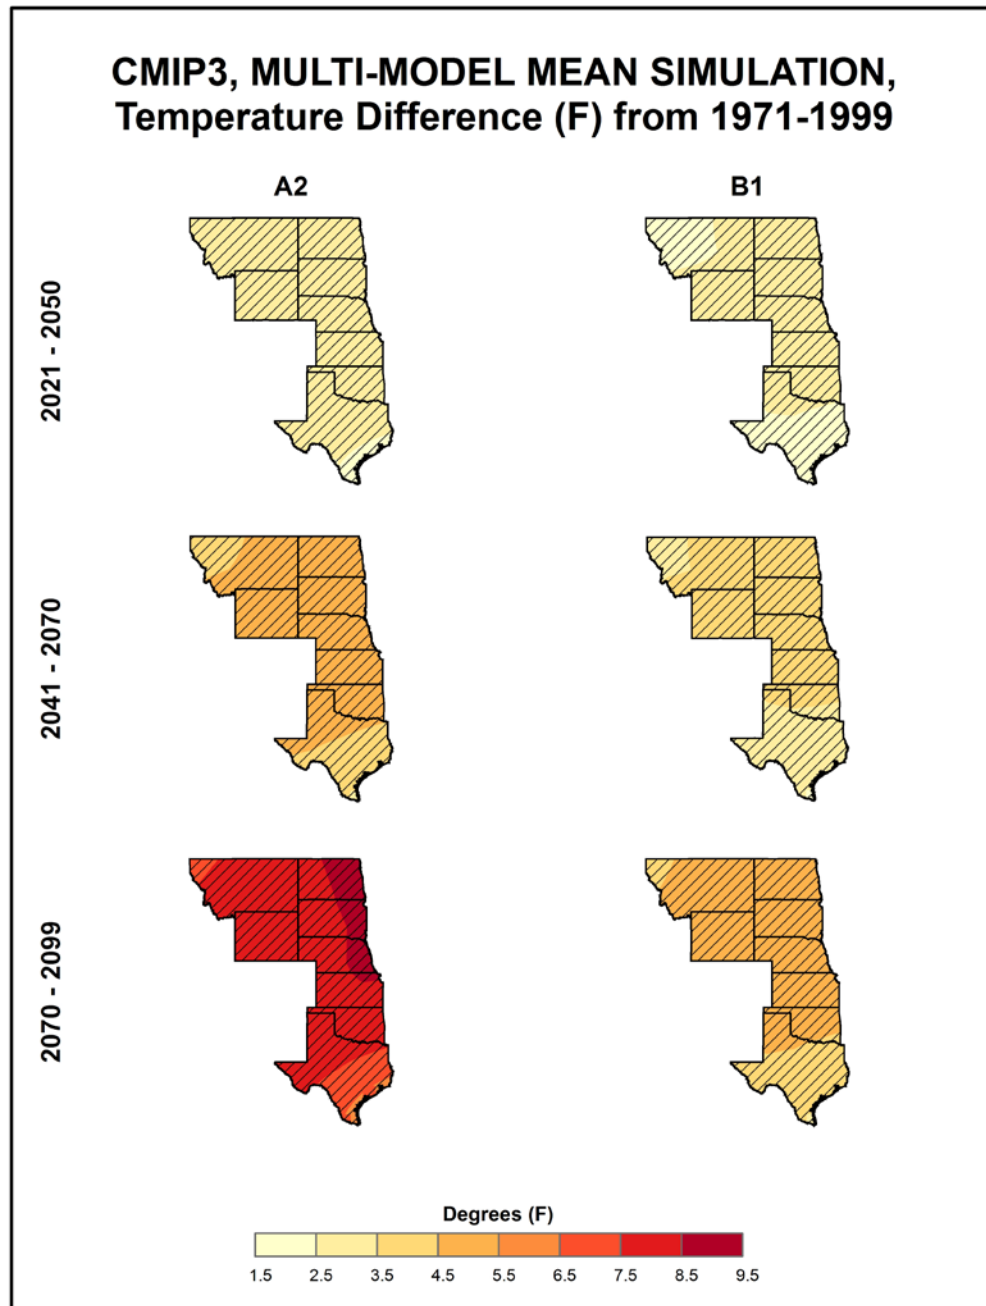 CMIP3, MULTI-MODEL MEAN SIMULATION,
Temperature Difference (F) from 1971-1999
A2
B1
2021 - 2050
2041 - 2070
2070 - 2099
Degrees (F)
1.5 2.5 3.5 4.5 5.5 6.5 7.5 8.5 9.5